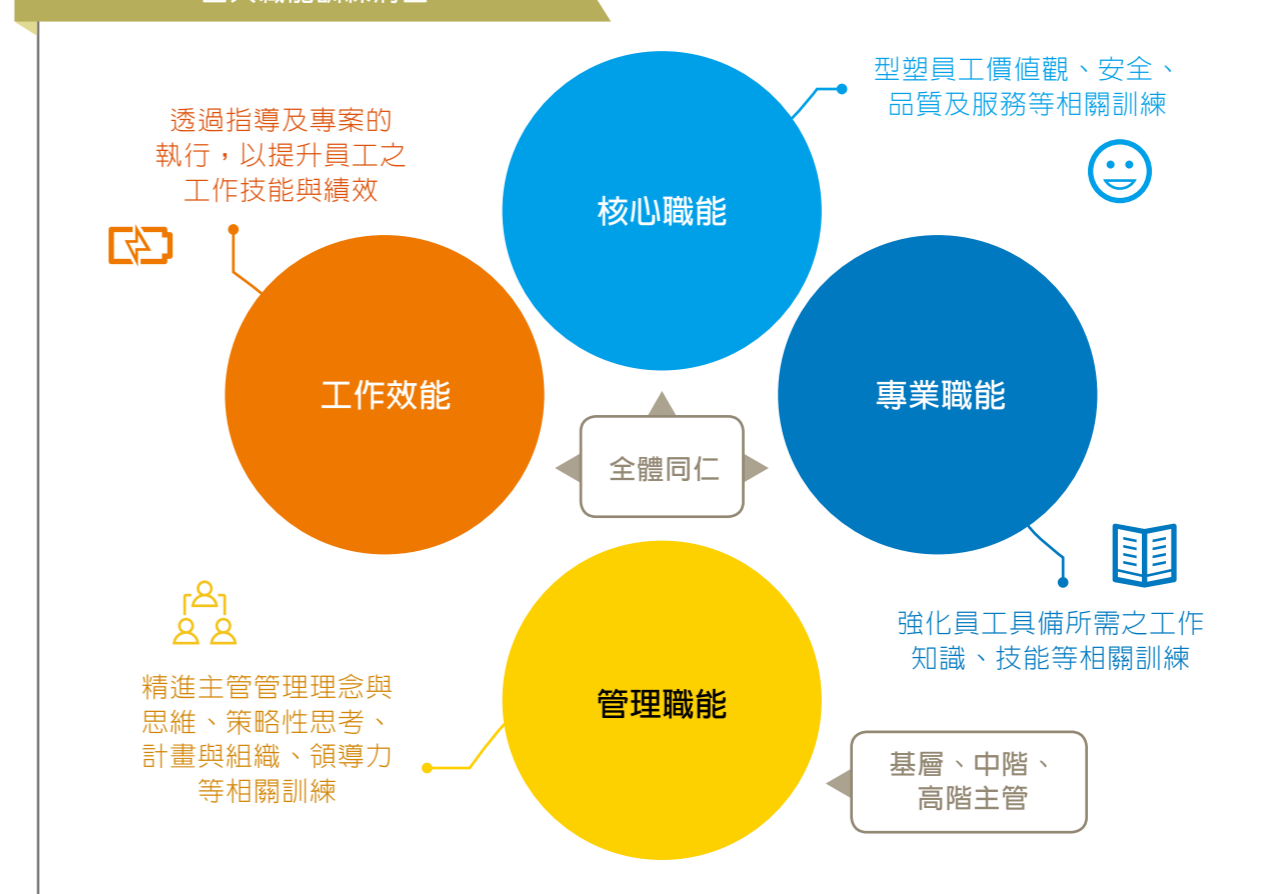 型塑員工價值觀、安全、
品質及服務等相關訓練
透過指導及專案的
執行，以提升員工之
工作技能與績效
核心職能
工作效能
專業職能
全體同仁
強化員工具備所需之工作
知識、技能等相關訓練
精進主管管理理念與
思維、策略性思考、
計畫與組織、領導力
等相關訓練
管理職能
基層、中階、
高階主管